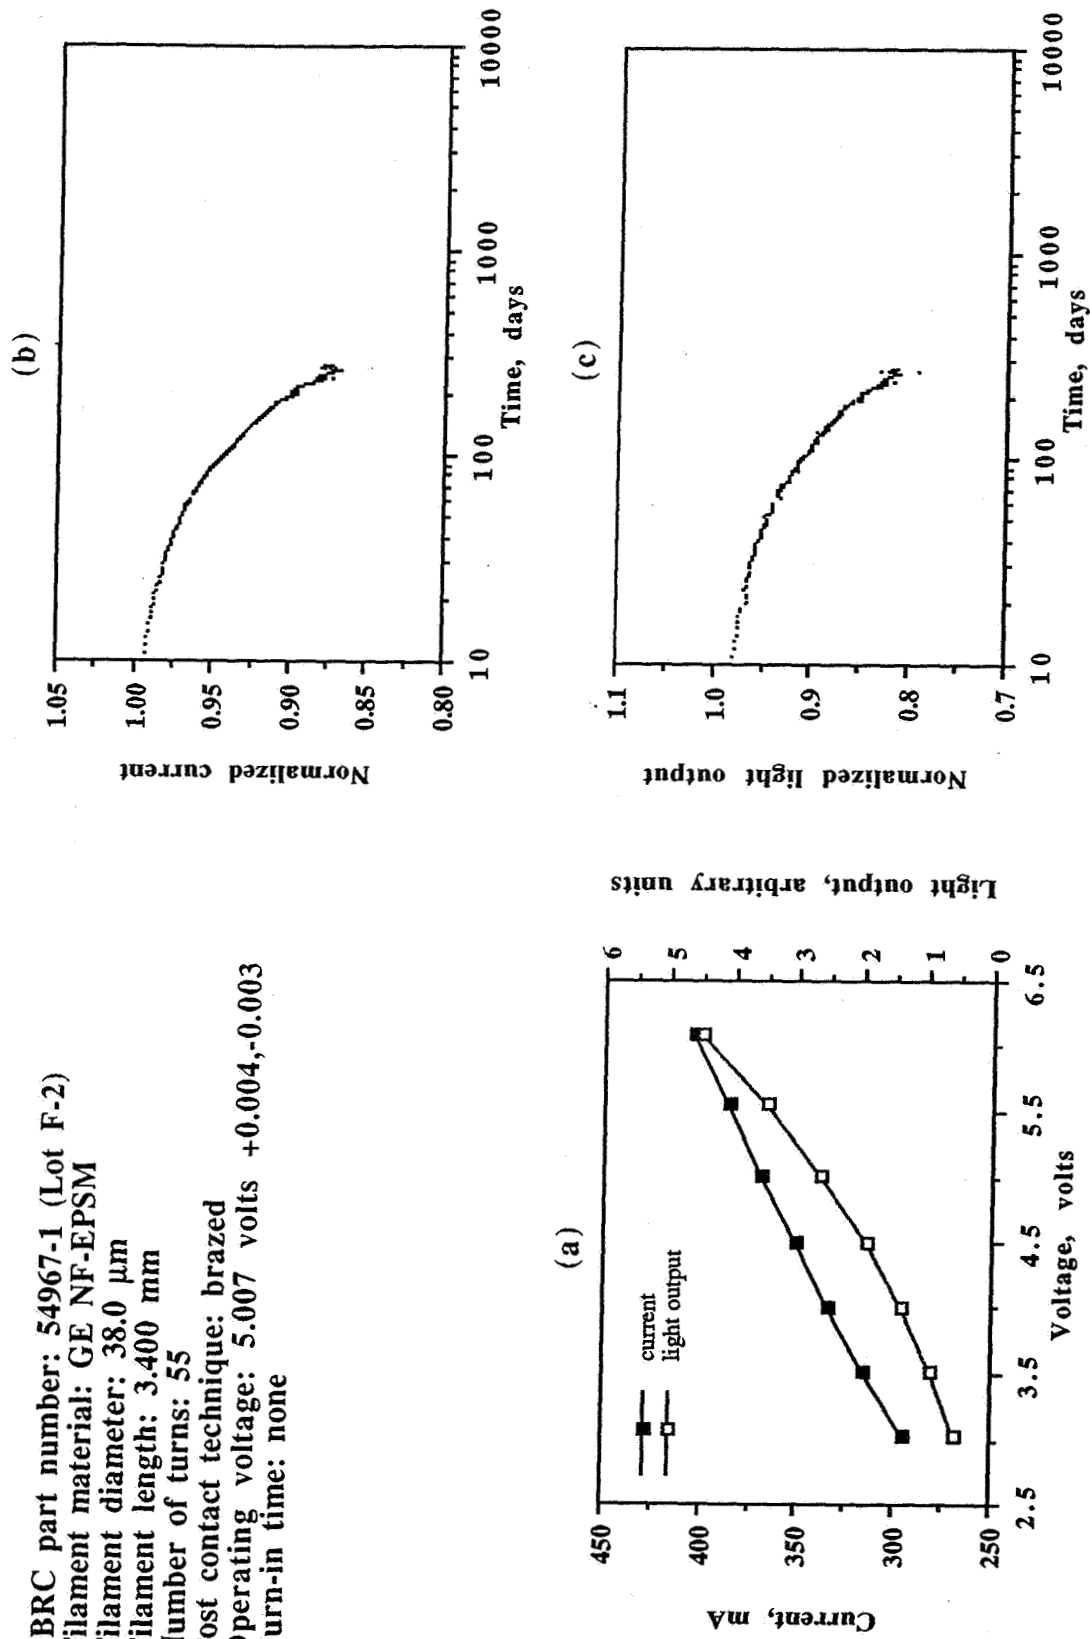 BRC part number: 54967-1 (Lot F-2)
ilament material: GE NF-EPSM
ilament diameter: 38.0 μm
ilament length: 3.400 mm
umber of turns: 55
ost contact technique: brazed
perating voltage: 5.007 volts +0.004,-0.003
urn-in time: none
(a)
450
400
350
300
250
Current, mA
current
light output
6
5
4
3
2
1
0
Light output, arbitrary units
2.5
3.5
4.5
5.5
6.5
Voltage, volts
(b)
1.05
1.00
0.95
0.90
0.85
0.80
Normalized current
10
100
1000
10000
Time, days
(c)
1.1
1.0
0.9
0.8
0.7
Normalized light output
10
100
1000
10000
Time, days